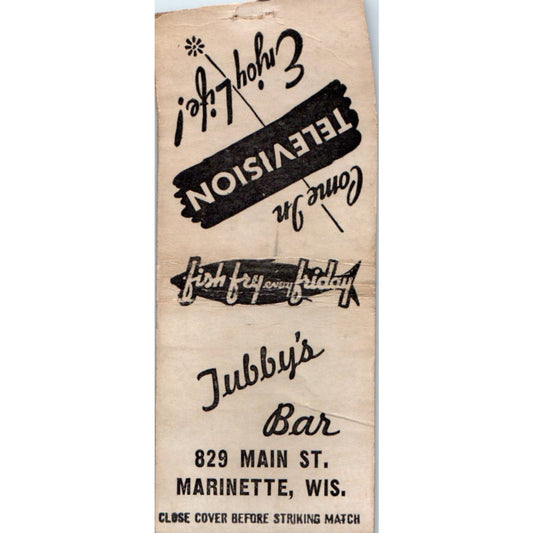 Come In
TELEVISION
Enjoy Life!
fish fry every friday
Tubby's
Bar
829 MAIN ST.
MARINETTE, WIS.
CLOSE COVER BEFORE STRIKING MATCH